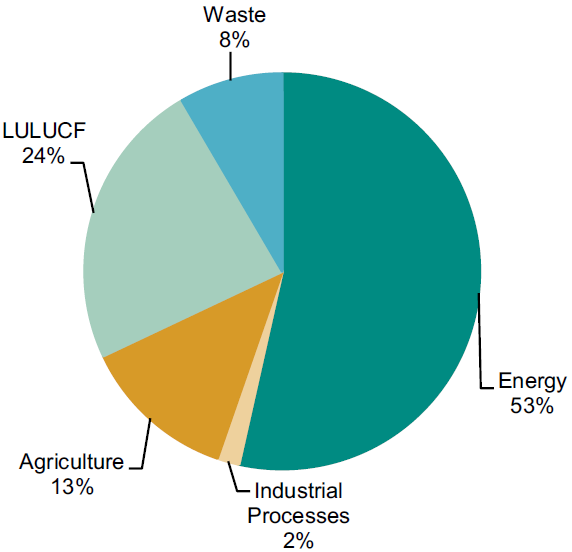 Waste
8%
LULUCF
24%
Energy
53%
Agriculture
13%
Industrial
Processes
2%